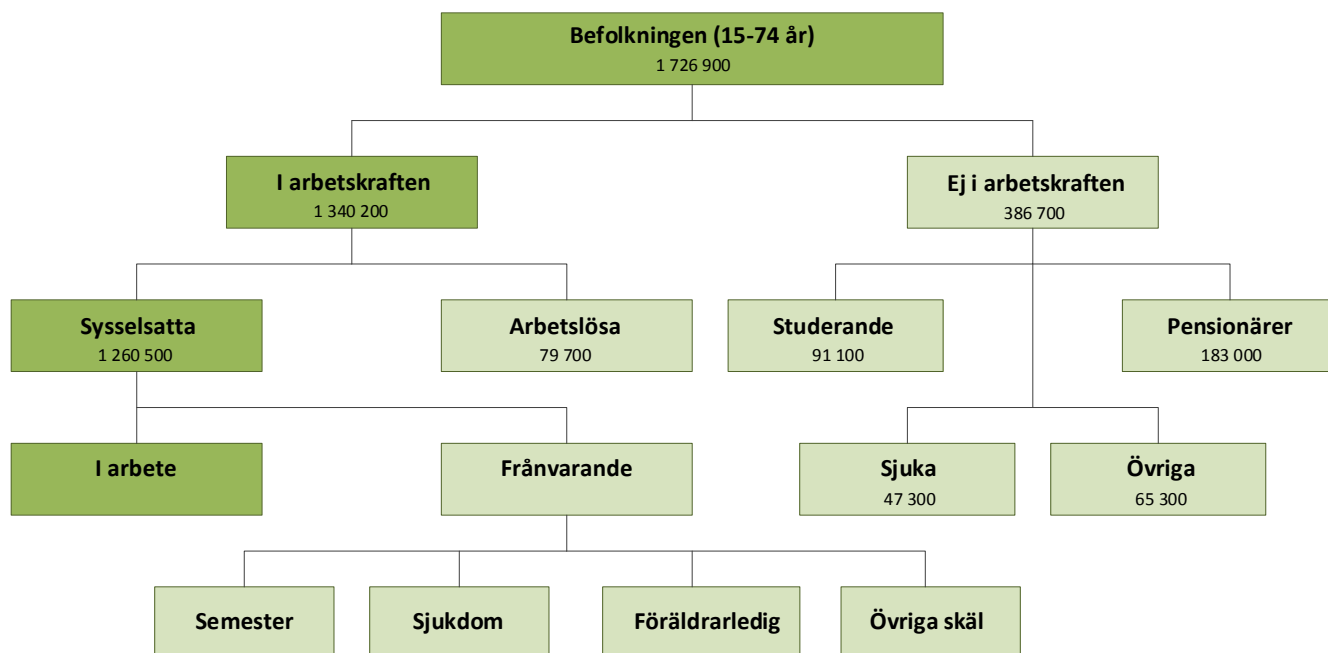 Befolkningen (15-74 år)
1 726 900
I arbetskraften
1 340 200
Ej i arbetskraften
386 700
Sysselsatta
1 260 500
Arbetslösa
79 700
Studerande
91 100
Pensionärer
183 000
I arbete
Frånvarande
Sjuka
47 300
Övriga
65 300
Semester
Sjukdom
Föräldrarledig
Övriga skäl